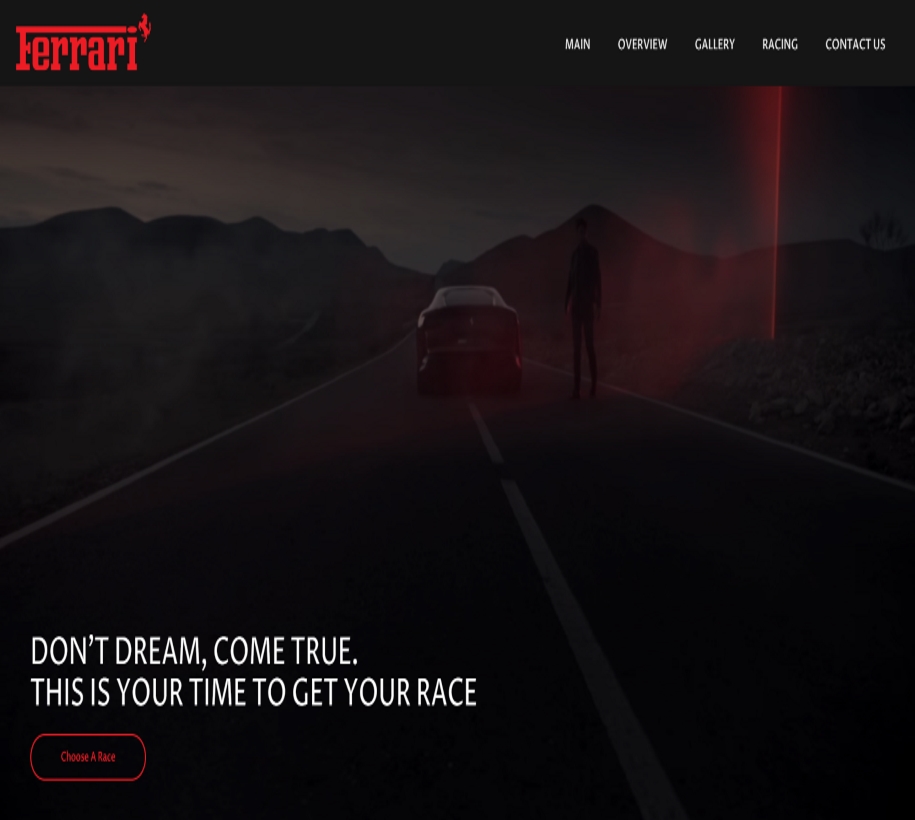 Ferrari
MAIN OVERVIEW GALLERY RACING CONTACT US
DON’T DREAM, COME TRUE.
THIS IS YOUR TIME TO GET YOUR RACE
Choose A Race